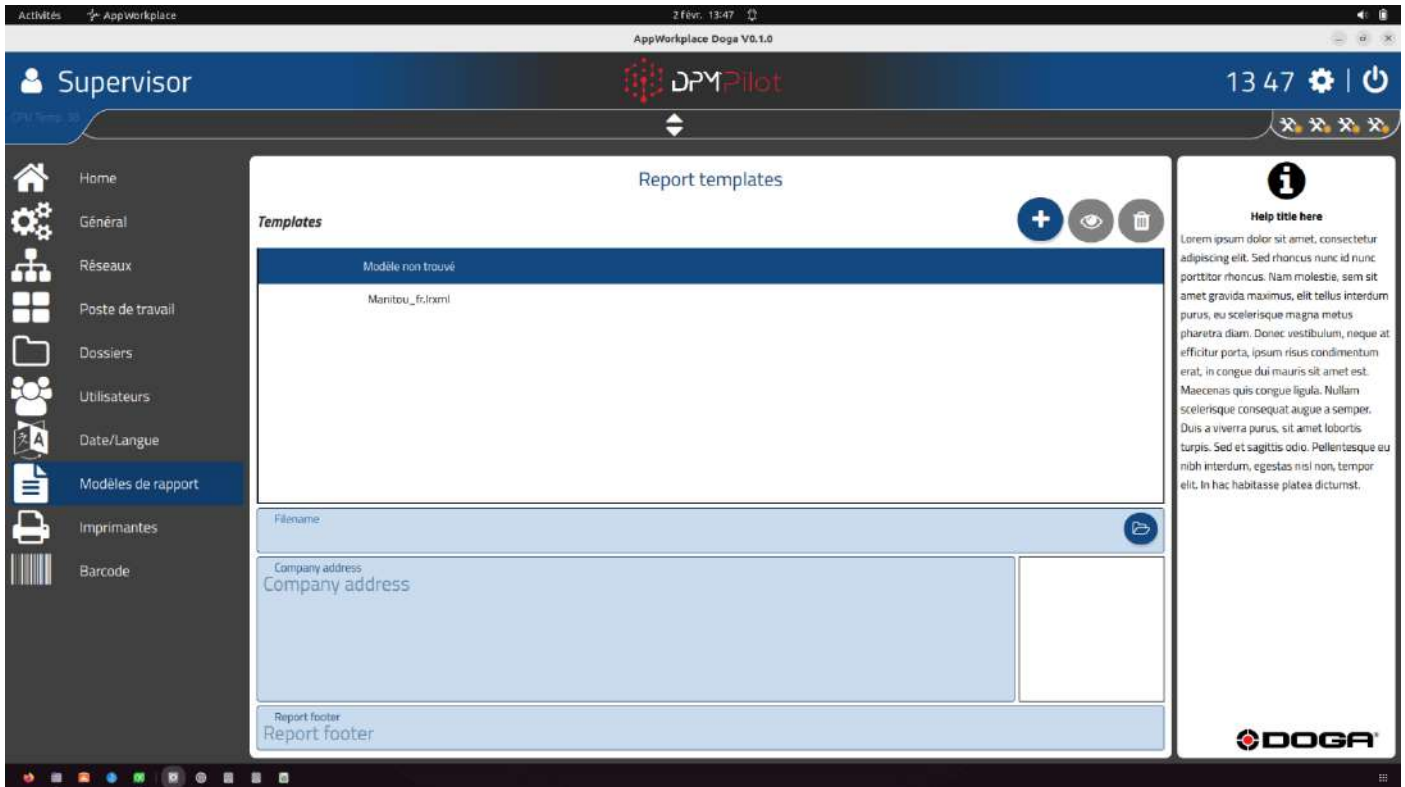 Activités AppWorkplace 2 févr. 13:47
AppWorkplace Doga V0.1.0
Supervisor DPMPilot 13 47
CPU Temp. 38
Home
Général
Réseaux
Poste de travail
Dossiers
Utilisateurs
Date/Langue
Modèles de rapport
Imprimantes
Barcode
Report templates
Templates
Modèle non trouvé
Manitou_fr.lrxml
Filename
Company address
Company address
Report footer
Report footer
Help title here
Lorem ipsum dolor sit amet, consectetur
adipiscing elit. Sed rhoncus nunc id nunc
porttitor rhoncus. Nam molestie, sem sit
amet gravida maximus, elit tellus interdum
purus, eu scelerisque magna metus
pharetra diam. Donec vestibulum, neque at
efficitur porta, ipsum risus condimentum
erat, in congue dui mauris sit amet est.
Maecenas quis congue ligula. Nullam
scelerisque consequat augue a semper.
Duis a viverra purus, sit amet lobortis
turpis. Sed et sagittis odio. Pellentesque eu
nibh interdum, egestas nisl non, tempor
elit. In hac habitasse platea dictumst.
DOGA